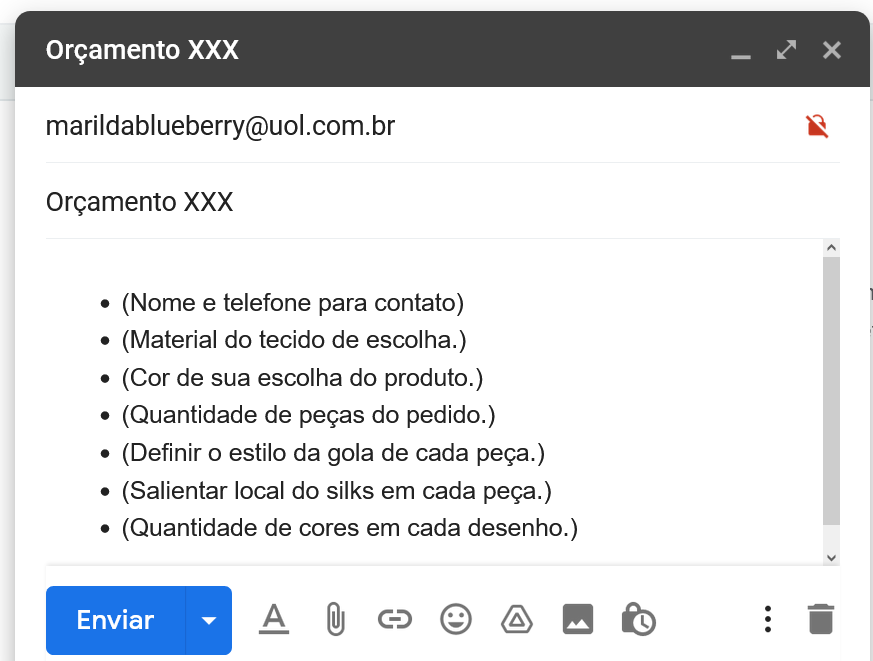 Orçamento XXX
marildablueberry@uol.com.br
Orçamento XXX
• (Nome e telefone para contato)
• (Material do tecido de escolha.)
• (Cor de sua escolha do produto.)
• (Quantidade de peças do pedido.)
• (Definir o estilo da gola de cada peça.)
• (Salientar local do silks em cada peça.)
• (Quantidade de cores em cada desenho.)
Enviar